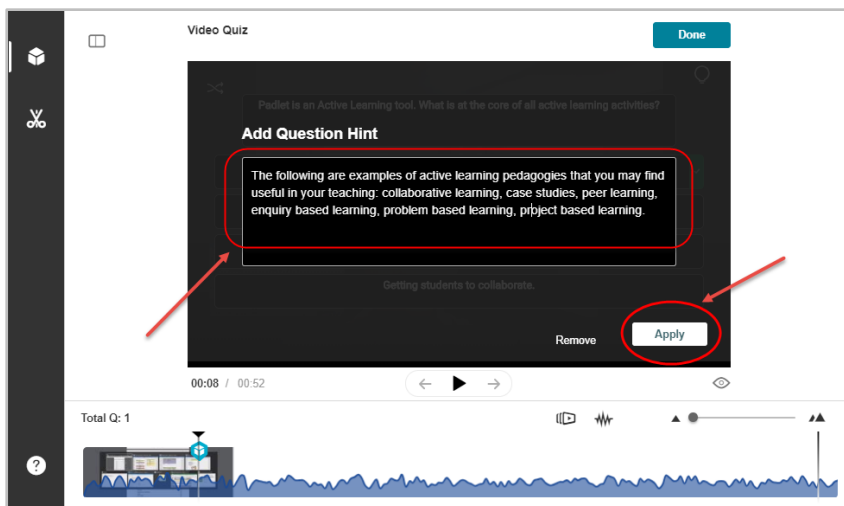 Video Quiz
Done
Padlet is an Active Learning tool. What is at the core of all active learning activities?
Add Question Hint
The following are examples of active learning pedagogies that you may find
useful in your teaching: collaborative learning, case studies, peer learning,
enquiry based learning, problem based learning, project based learning.
Getting students to collaborate.
Remove
Apply
00:08 / 00:52
Total Q: 1
?